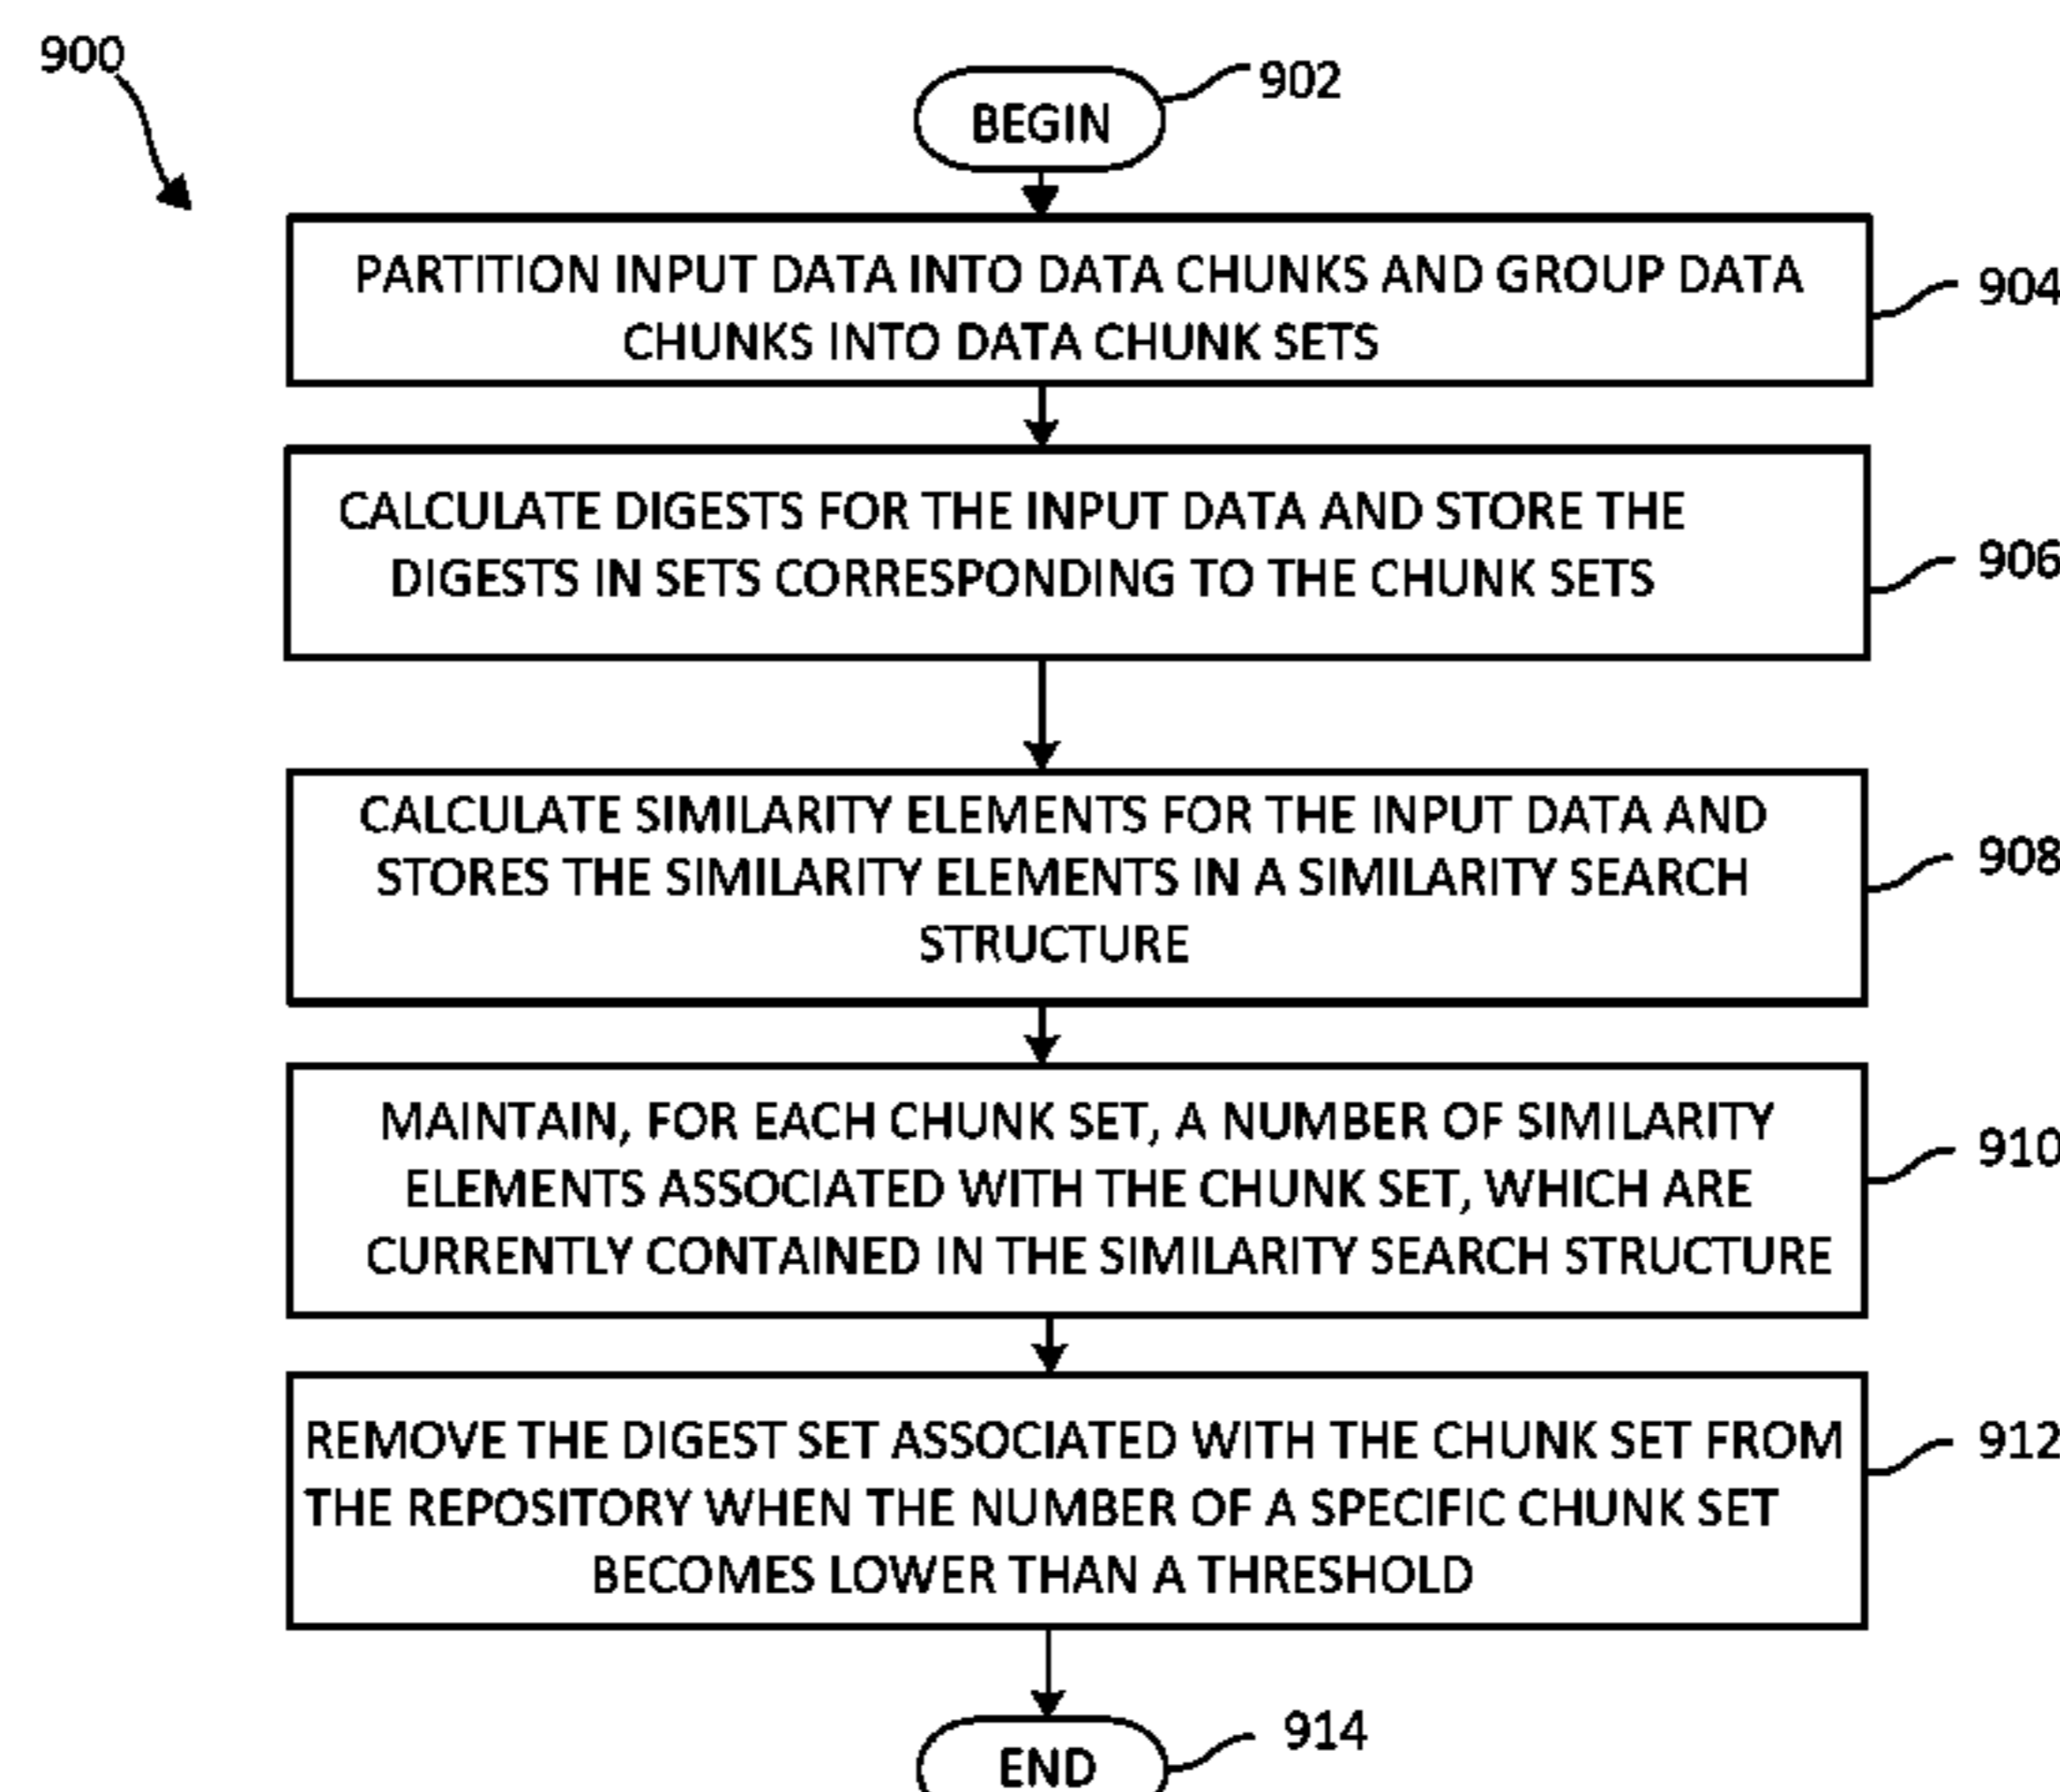 900
BEGIN
902
PARTITION INPUT DATA INTO DATA CHUNKS AND GROUP DATA
CHUNKS INTO DATA CHUNK SETS
904
CALCULATE DIGESTS FOR THE INPUT DATA AND STORE THE
DIGESTS IN SETS CORRESPONDING TO THE CHUNK SETS
906
CALCULATE SIMILARITY ELEMENTS FOR THE INPUT DATA AND
STORES THE SIMILARITY ELEMENTS IN A SIMILARITY SEARCH
STRUCTURE
908
MAINTAIN, FOR EACH CHUNK SET, A NUMBER OF SIMILARITY
ELEMENTS ASSOCIATED WITH THE CHUNK SET, WHICH ARE
CURRENTLY CONTAINED IN THE SIMILARITY SEARCH STRUCTURE
910
REMOVE THE DIGEST SET ASSOCIATED WITH THE CHUNK SET FROM
THE REPOSITORY WHEN THE NUMBER OF A SPECIFIC CHUNK SET
BECOMES LOWER THAN A THRESHOLD
912
END
914